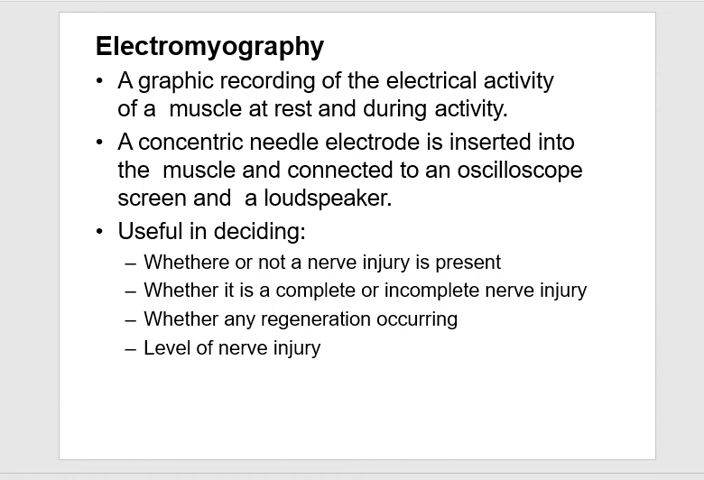 Electromyography
• A graphic recording of the electrical activity
of a  muscle at rest and during activity.
• A concentric needle electrode is inserted into
the  muscle and connected to an oscilloscope
screen and  a loudspeaker.
• Useful in deciding:
– Whethere or not a nerve injury is present
– Whether it is a complete or incomplete nerve injury
– Whether any regeneration occurring
– Level of nerve injury